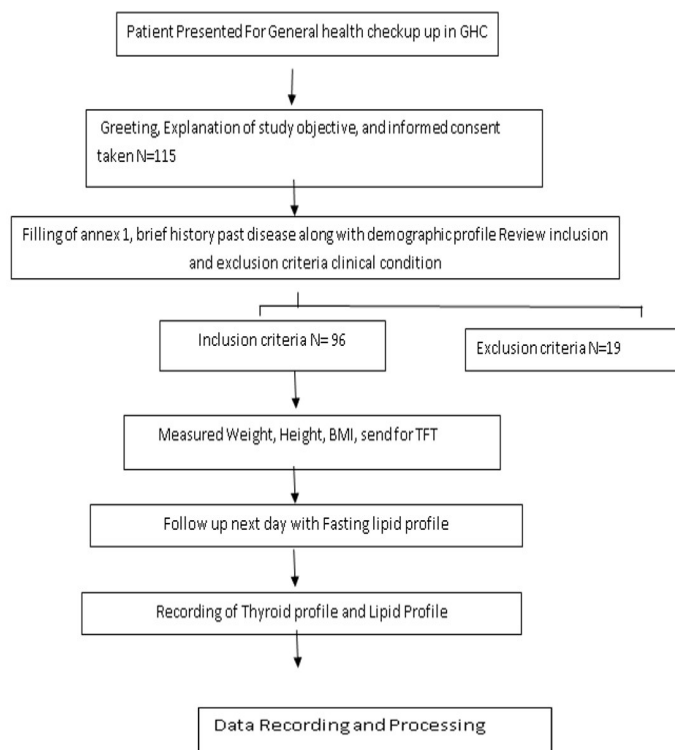 Patient Presented For General health checkup up in GHC
Greeting, Explanation of study objective, and informed consent
taken N=115
Filling of annex 1, brief history past disease along with demographic profile Review inclusion
and exclusion criteria clinical condition
Inclusion criteria N= 96
Exclusion criteria N=19
Measured Weight, Height, BMI, send for TFT
Follow up next day with Fasting lipid profile
Recording of Thyroid profile and Lipid Profile
Data Recording and Processing